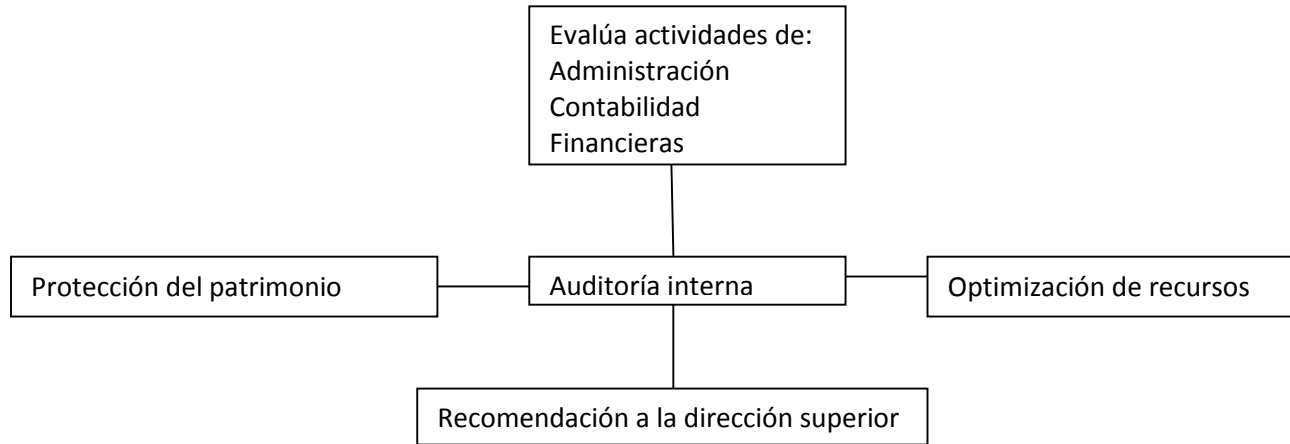 Evalúa actividades de:
Administración
Contabilidad
Financieras
Protección del patrimonio
Auditoría interna
Optimización de recursos
Recomendación a la dirección superior